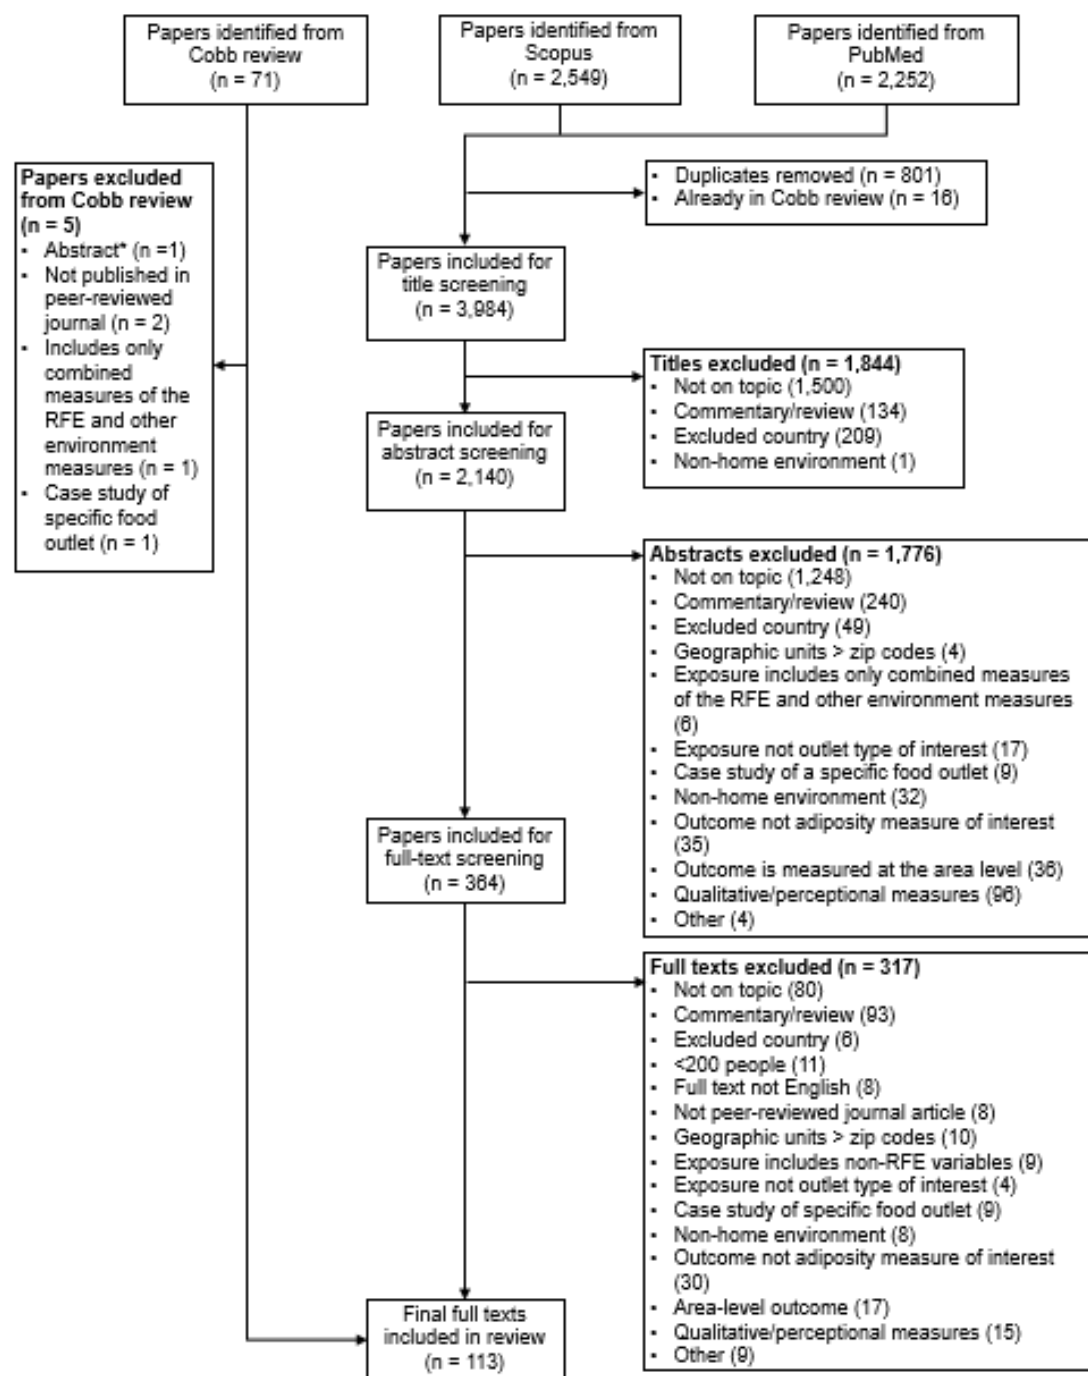 Papers identified from
Cobb review
(n = 71)
Papers identified from
Scopus
(n = 2,549)
Papers identified from
PubMed
(n = 2,252)
Papers excluded
from Cobb review
(n = 5)
• Abstract* (n =1)
• Not published in
peer-reviewed
journal (n = 2)
• Includes only
combined
measures of the
RFE and other
environment
measures (n = 1)
• Case study of
specific food
outlet (n = 1)
• Duplicates removed (n = 801)
• Already in Cobb review (n = 16)
Papers included for
title screening
(n = 3,984)
Titles excluded (n = 1,844)
• Not on topic (1,500)
• Commentary/review (134)
• Excluded country (209)
• Non-home environment (1)
Papers included for
abstract screening
(n = 2,140)
Abstracts excluded (n = 1,776)
• Not on topic (1,248)
• Commentary/review (240)
• Excluded country (49)
• Geographic units > zip codes (4)
• Exposure includes only combined measures
of the RFE and other environment measures
(6)
• Exposure not outlet type of interest (17)
• Case study of a specific food outlet (9)
• Non-home environment (32)
• Outcome not adiposity measure of interest
(35)
• Outcome is measured at the area level (36)
• Qualitative/perceptional measures (96)
• Other (4)
Papers included for
full-text screening
(n = 364)
Full texts excluded (n = 317)
• Not on topic (80)
• Commentary/review (93)
• Excluded country (6)
• <200 people (11)
• Full text not English (8)
• Not peer-reviewed journal article (8)
• Geographic units > zip codes (10)
• Exposure includes non-RFE variables (9)
• Exposure not outlet type of interest (4)
• Case study of specific food outlet (9)
• Non-home environment (8)
• Outcome not adiposity measure of interest
(30)
• Area-level outcome (17)
• Qualitative/perceptional measures (15)
• Other (9)
Final full texts
included in review
(n = 113)